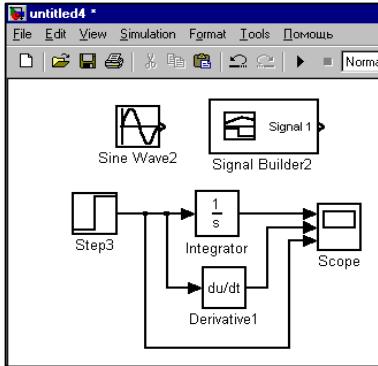 untitled4 *
File Edit View Simulation Format Tools Помощь
Norma
Signal 1
Sine Wave2
Signal Builder2
1
s
Step3
Integrator
Scope
du/dt
Derivative1